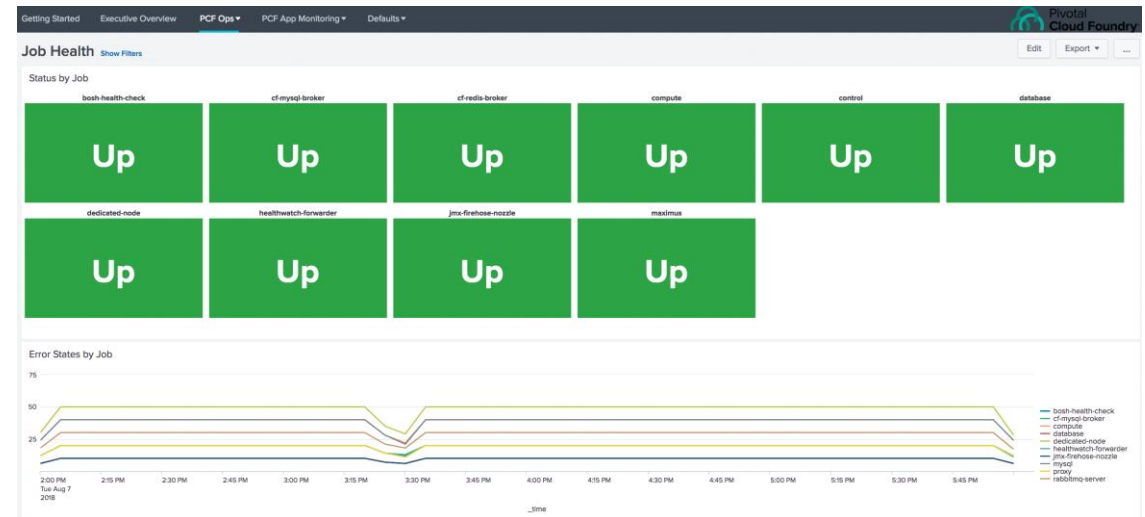 Getting Started Executive Overview PCF Ops▾ PCF App Monitoring▾ Defaults▾
Pivotal
Cloud Foundry
Job Health Show Filters
Edit Export ▾ ...
Status by Job
bosh-health-check cf-mysql-broker cf-redis-broker compute control database
Up Up Up Up Up Up
dedicated-node healthwatch-forwarder jmx-firehose-nozzle maximus
Up Up Up Up
Error States by Job
75
50
25
bosh-health-check
cf-mysql-broker
compute
database
dedicated-node
healthwatch-forwarder
jmx-firehose-nozzle
mysql
proxy
rabbitmq-server
2:00 PM 2:15 PM 2:30 PM 2:45 PM 3:00 PM 3:15 PM 3:30 PM 3:45 PM 4:00 PM 4:15 PM 4:30 PM 4:45 PM 5:00 PM 5:15 PM 5:30 PM 5:45 PM
Tue Aug 7
2018
_time